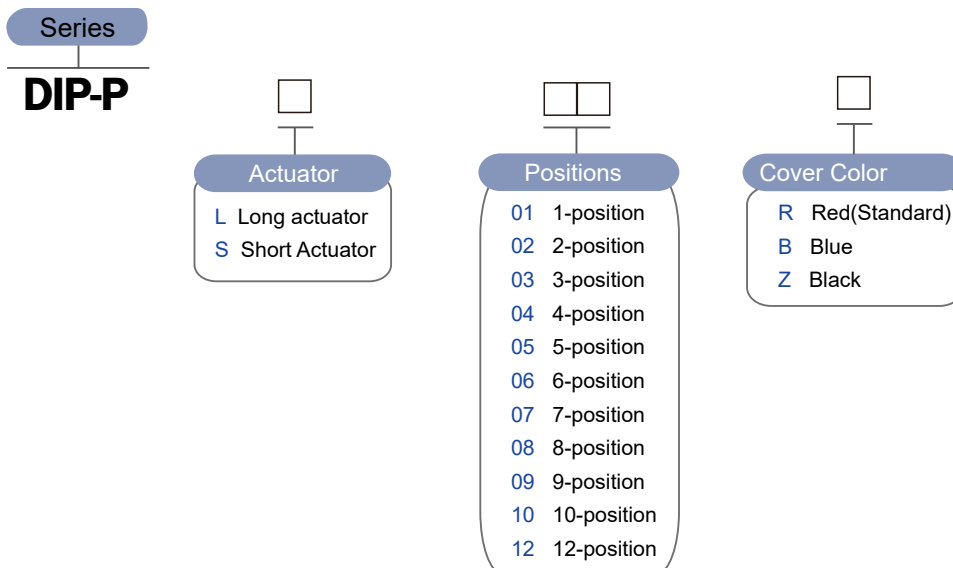 Series
DIP-P
Actuator
L Long actuator
S Short Actuator
Positions
01 1-position
02 2-position
03 3-position
04 4-position
05 5-position
06 6-position
07 7-position
08 8-position
09 9-position
10 10-position
12 12-position
Cover Color
R Red(Standard)
B Blue
Z Black